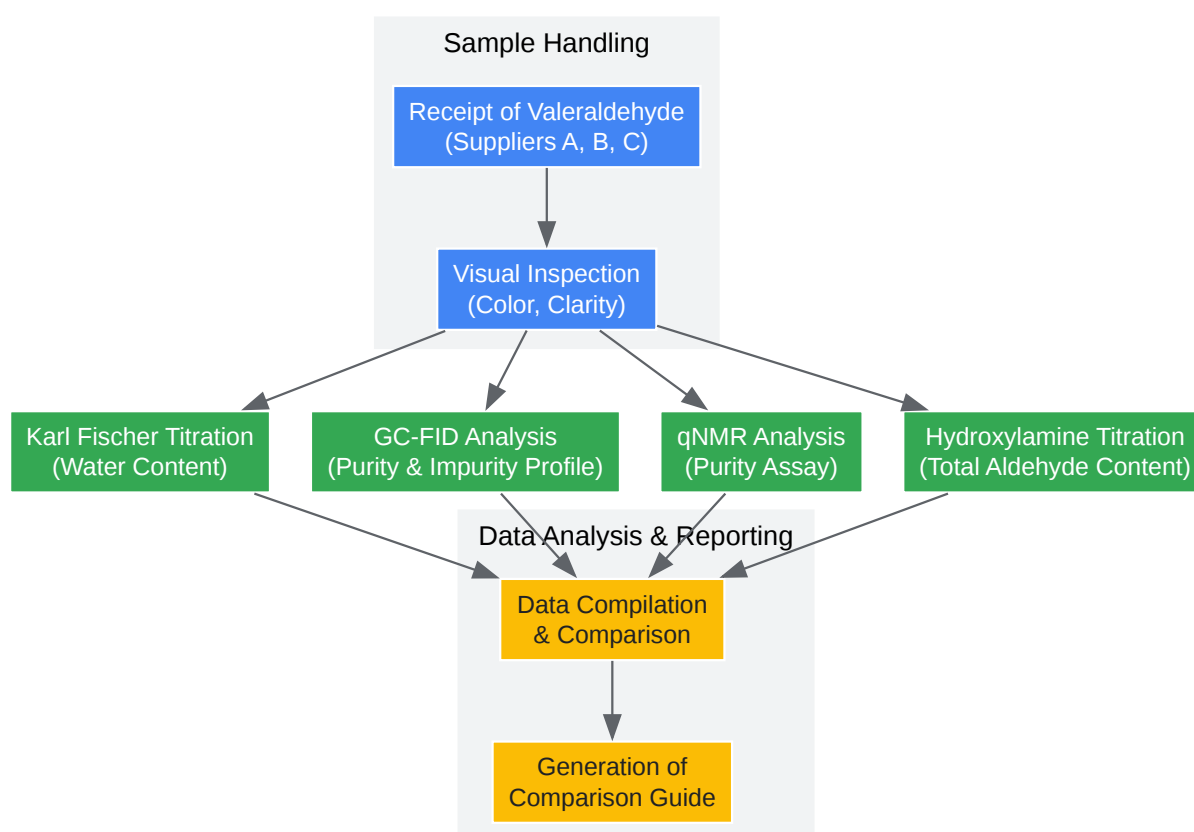 Sample Handling
Receipt of Valeraldehyde
(Suppliers A, B, C)
Visual Inspection
(Color, Clarity)
Karl Fischer Titration
(Water Content)
GC-FID Analysis
(Purity & Impurity Profile)
qNMR Analysis
(Purity Assay)
Hydroxylamine Titration
(Total Aldehyde Content)
Data Analysis & Reporting
Data Compilation
& Comparison
Generation of
Comparison Guide